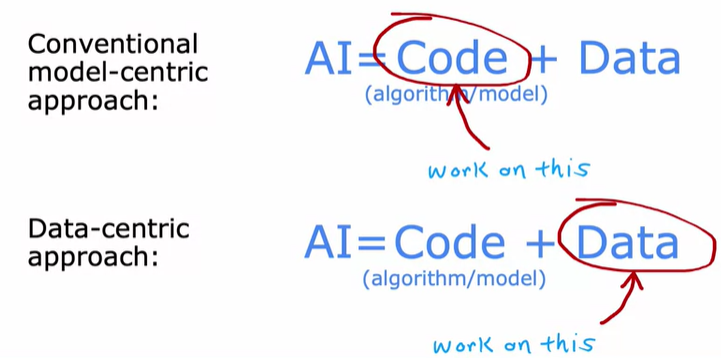 Conventional
model-centric
approach:
AI= Code + Data
(algorithm/model)
work on this
Data-centric
approach:
AI= Code + Data
(algorithm/model)
work on this